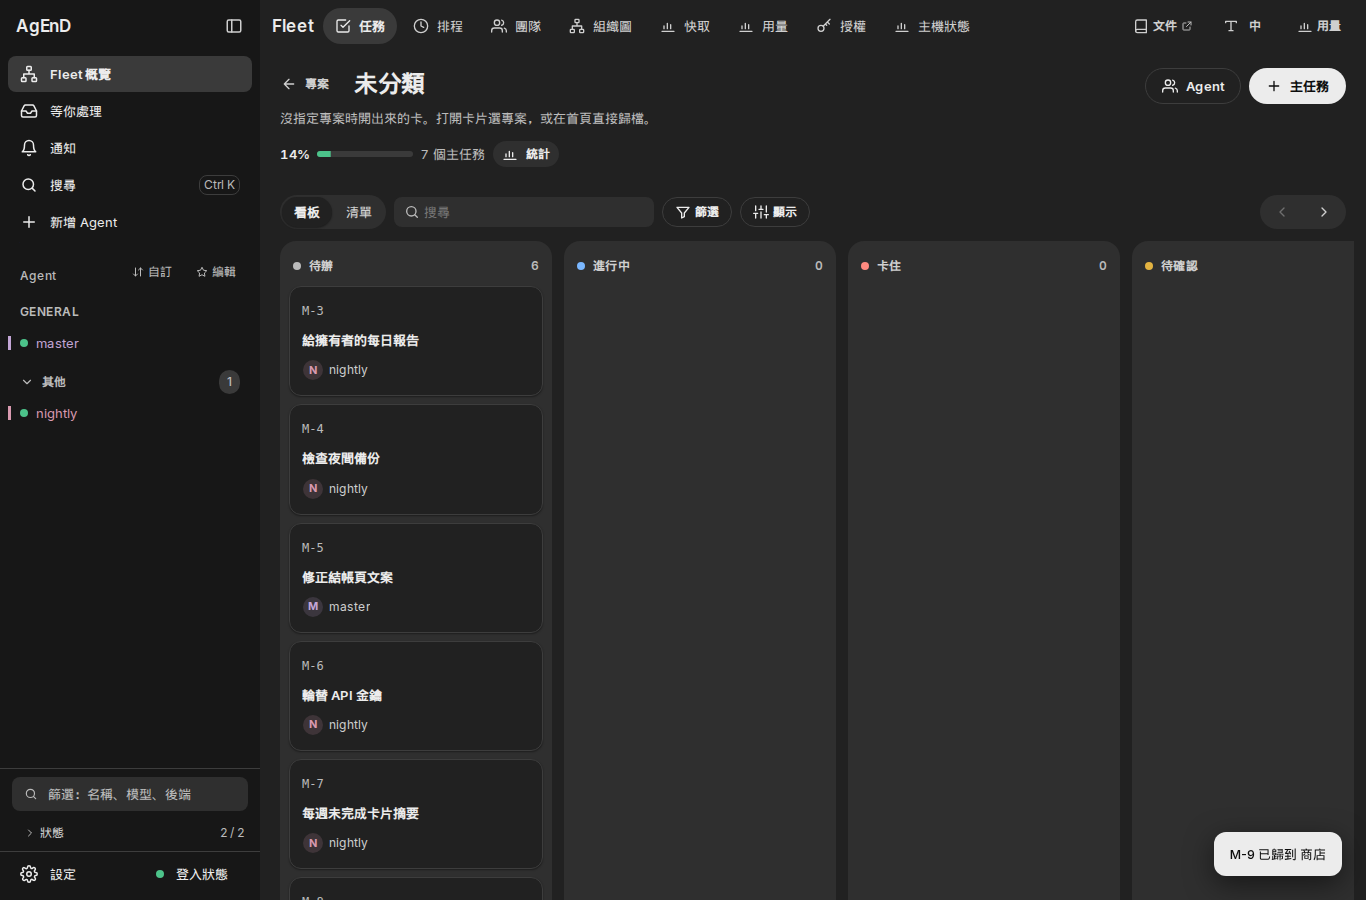 AgEnD
Fleet 概覽
等你處理
通知
搜尋 Ctrl K
新增 Agent
Agent 自訂 編輯
GENERAL
master
其他 1
nightly
篩選：名稱、模型、後端
狀態 2 / 2
設定 登入狀態
Fleet 任務 排程 團隊 組織圖 快取 用量 授權 主機狀態 文件 中 用量
專案 未分類 Agent 主任務
沒指定專案時開出來的卡。打開卡片選專案，或在首頁直接歸檔。
14% 7 個主任務 統計
看板 清單 搜尋 篩選 顯示
待辦 6
M-3
給擁有者的每日報告
N nightly
M-4
檢查夜間備份
N nightly
M-5
修正結帳頁文案
M master
M-6
輪替 API 金鑰
N nightly
M-7
每週未完成卡片摘要
N nightly
進行中 0
卡住 0
待確認
M-9 已歸到 商店